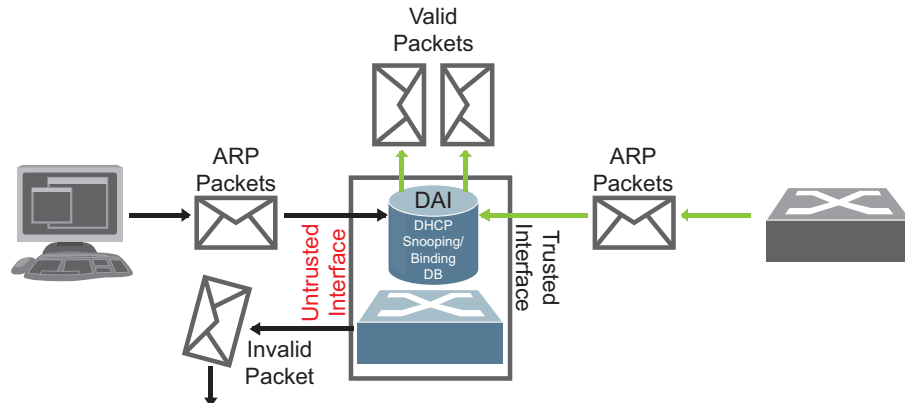 Valid
Packets
ARP
Packets
ARP
Packets
DAI
DHCP
Snooping/
Binding
DB
Untrusted
Interface
Trusted
Interface
Invalid
Packet